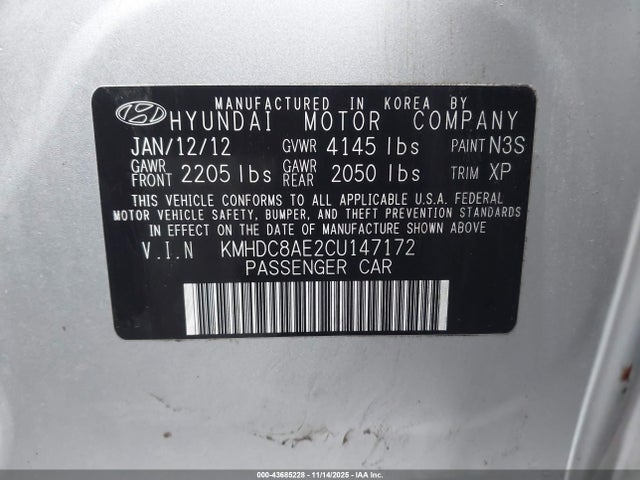 MANUFACTURED IN KOREA BY
HYUNDAI MOTOR COMPANY
JAN/12/12 GVWR 4145 lbs PAINT N3S
GAWR FRONT 2205 lbs GAWR REAR 2050 lbs TRIM XP
THIS VEHICLE CONFORMS TO ALL APPLICABLE U.S.A. FEDERAL
MOTOR VEHICLE SAFETY, BUMPER, AND THEFT PREVENTION STANDARDS
IN EFFECT ON THE DATE OF MANUFACTURE SHOWN ABOVE.
V.I.N KMHDC8AE2CU147172
PASSENGER CAR
000-43685228 - 11/14/2025 - IAA Inc.